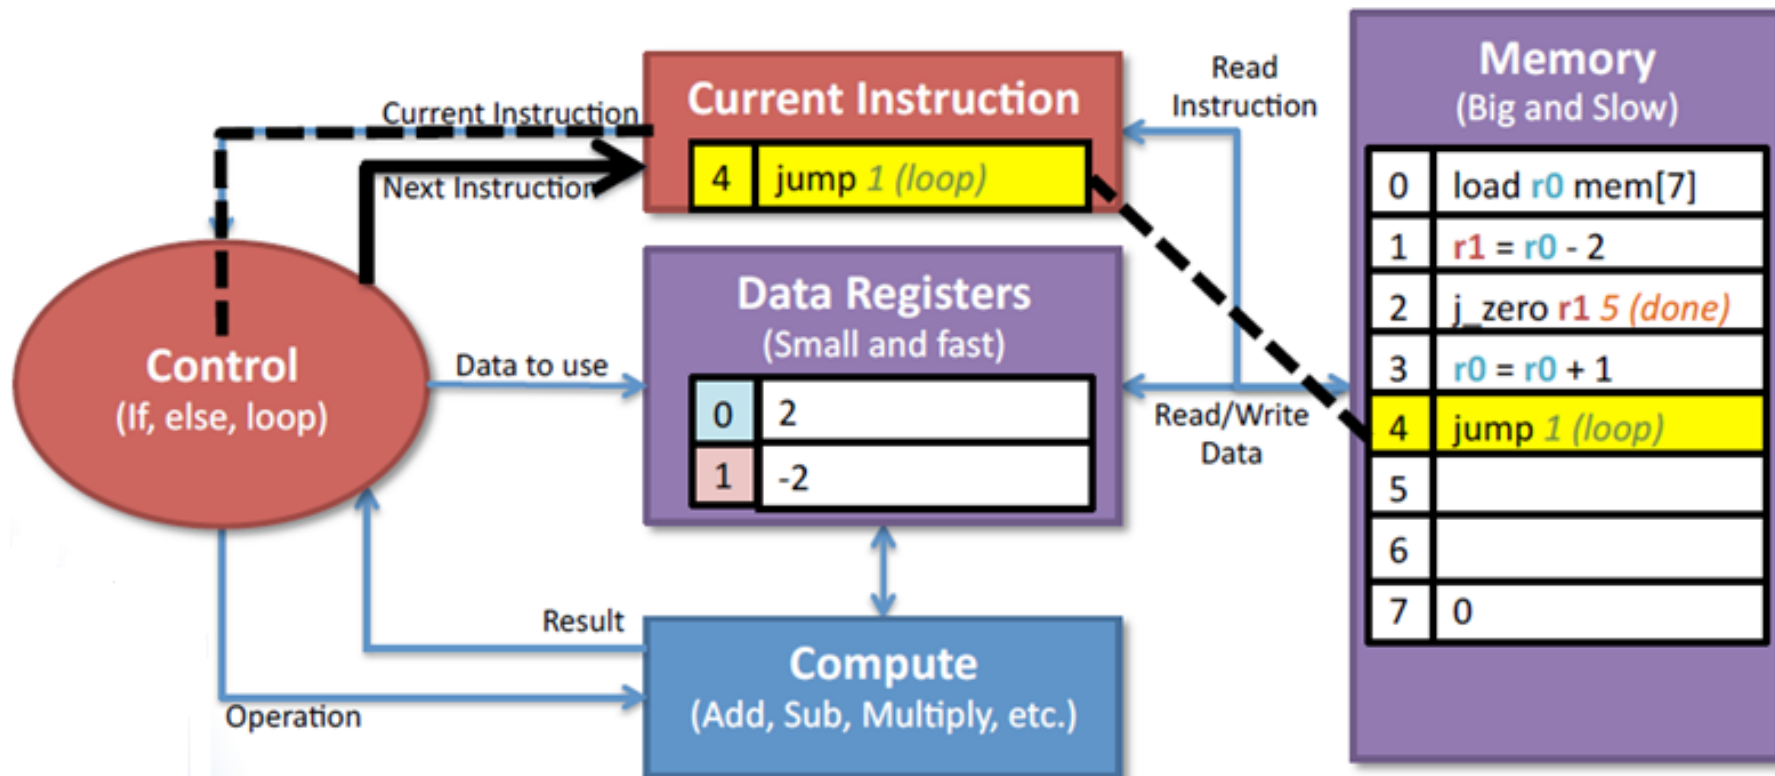 Current Instruction
Next Instruction
Current Instruction
4 jump 1 (loop)
Read
Instruction
Memory
(Big and Slow)
0 load r0 mem[7]
1 r1 = r0 - 2
2 j_zero r1 5 (done)
3 r0 = r0 + 1
4 jump 1 (loop)
5
6
7 0
Control
(If, else, loop)
Data to use
Data Registers
(Small and fast)
0 2
1 -2
Read/Write
Data
Result
Operation
Compute
(Add, Sub, Multiply, etc.)